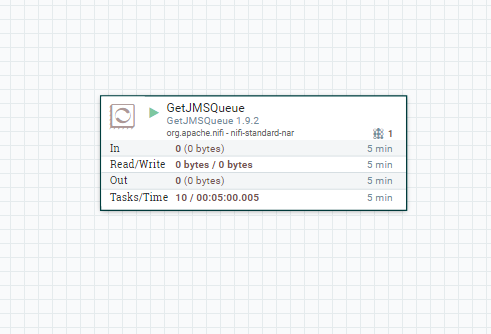 GetJMSQueue
GetJMSQueue 1.9.2
org.apache.nifi - nifi-standard-nar 1
In 0 (0 bytes) 5 min
Read/Write 0 bytes / 0 bytes 5 min
Out 0 (0 bytes) 5 min
Tasks/Time 10 / 00:05:00.005 5 min